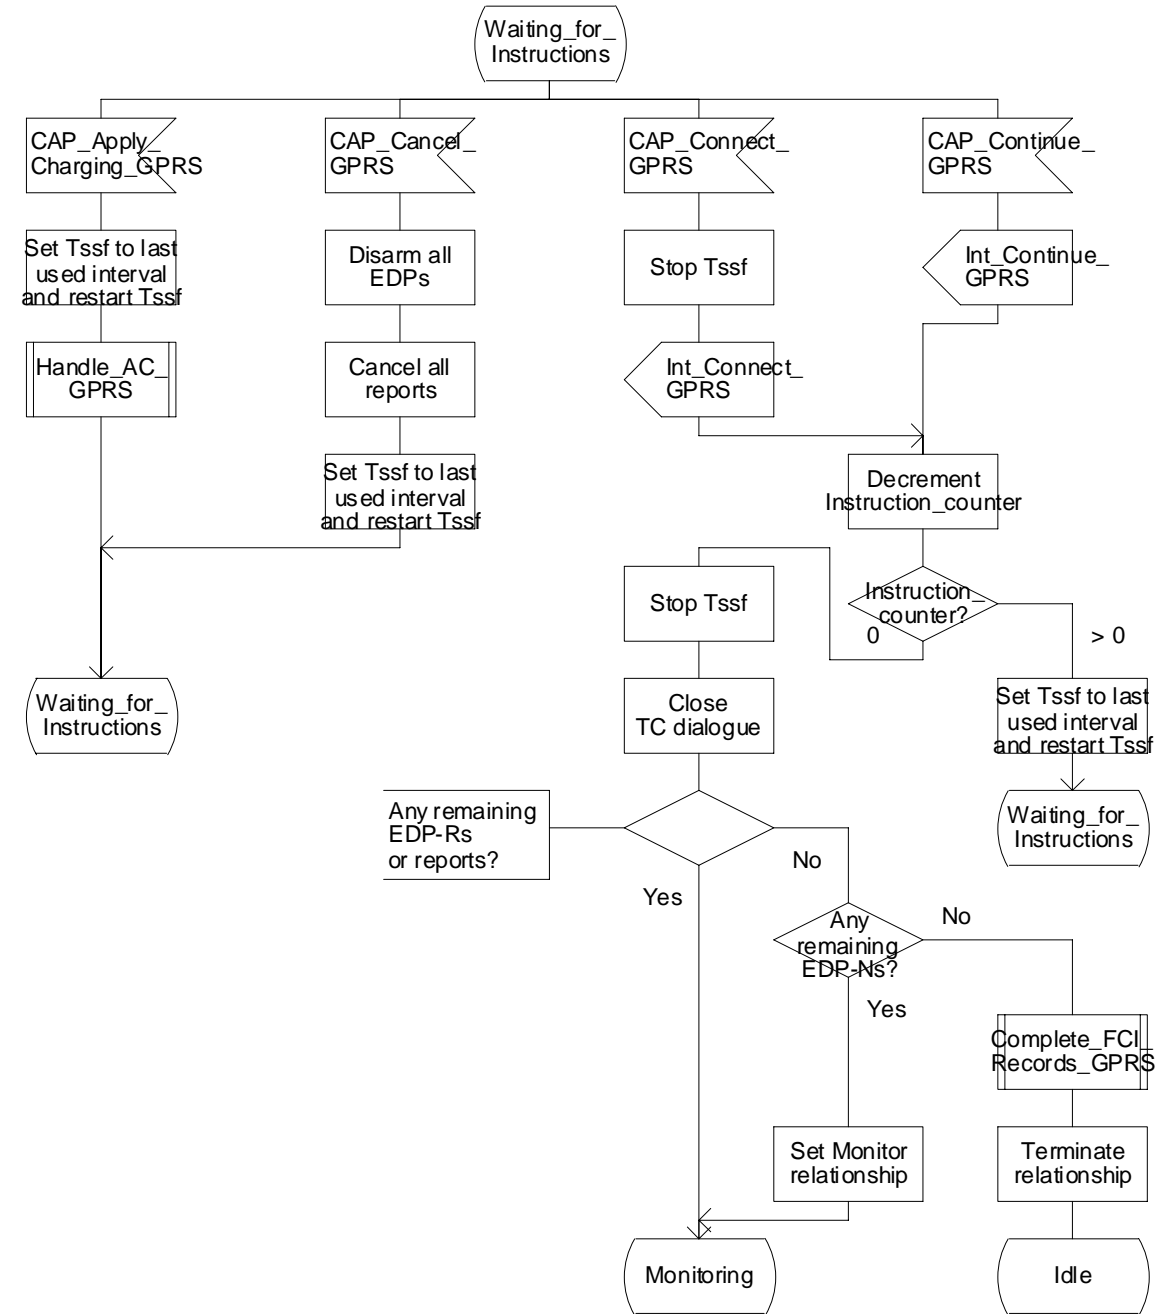 Waiting_for_
Instructions
CAP_Apply_
Charging_GPRS
CAP_Cancel_
GPRS
CAP_Connect_
GPRS
CAP_Continue_
GPRS
Set Tssf to last
used interval
and restart Tssf
Disarm all
EDPs
Stop Tssf
Int_Continue_
GPRS
Handle_AC_
GPRS
Cancel all
reports
Int_Connect_
GPRS
Set Tssf to last
used interval
and restart Tssf
Decrement
Instruction_counter
Stop Tssf
Instruction_
counter?
0
> 0
Waiting_for_
Instructions
Close
TC dialogue
Set Tssf to last
used interval
and restart Tssf
Any remaining
EDP-Rs
or reports?
Waiting_for_
Instructions
No
Yes
Any
remaining
EDP-Ns?
No
Yes
Complete_FCI_
Records_GPRS
Set Monitor
relationship
Terminate
relationship
Monitoring
Idle